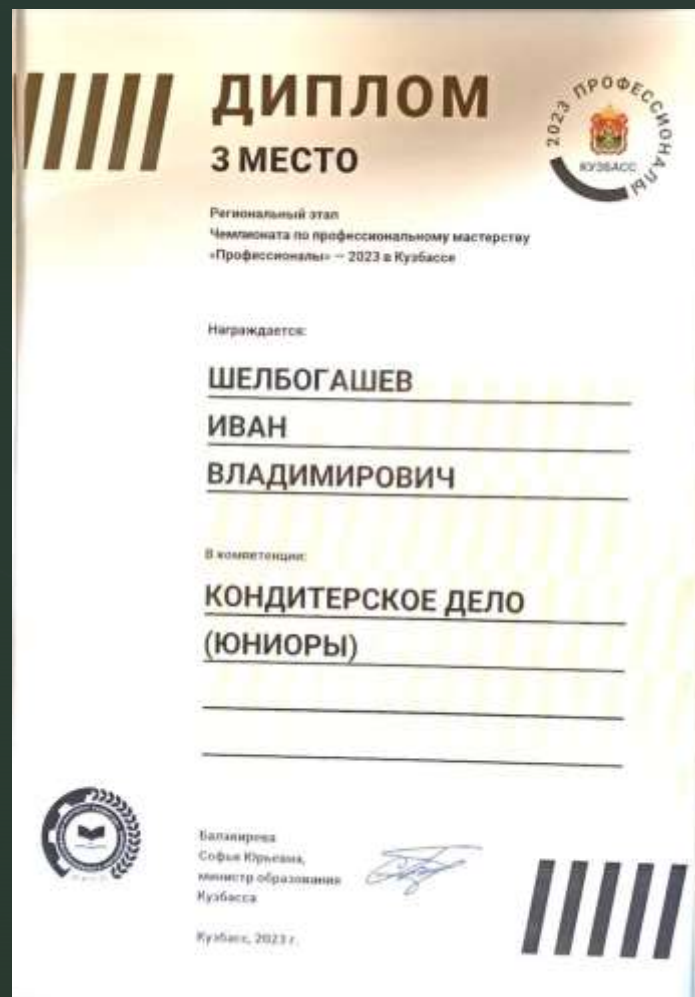 ДИПЛОМ
3 МЕСТО
2023 ПРОФЕССИОНАЛЫ
КУЗБАСС
Региональный этап
Чемпионата по профессиональному мастерству
«Профессионалы» — 2023 в Кузбассе
Награждается:
ШЕЛБОГАШЕВ
ИВАН
ВЛАДИМИРОВИЧ
В компетенции:
КОНДИТЕРСКОЕ ДЕЛО
(ЮНИОРЫ)
Балакирева
Софья Юрьевна,
министр образования
Кузбасса
Кузбасс, 2023 г.